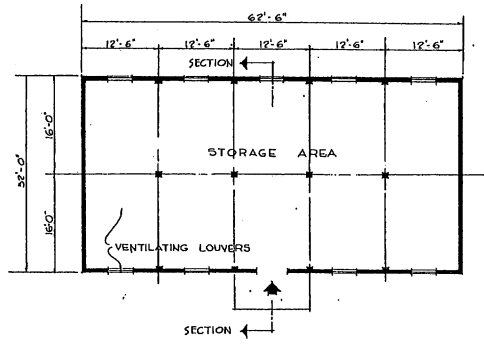 62'-6"
12'-6" 12'-6" 12'-6" 12'-6" 12'-6"
SECTION
32'-0"
16'-0"
STORAGE AREA
16'-0"
VENTILATING LOUVERS
SECTION